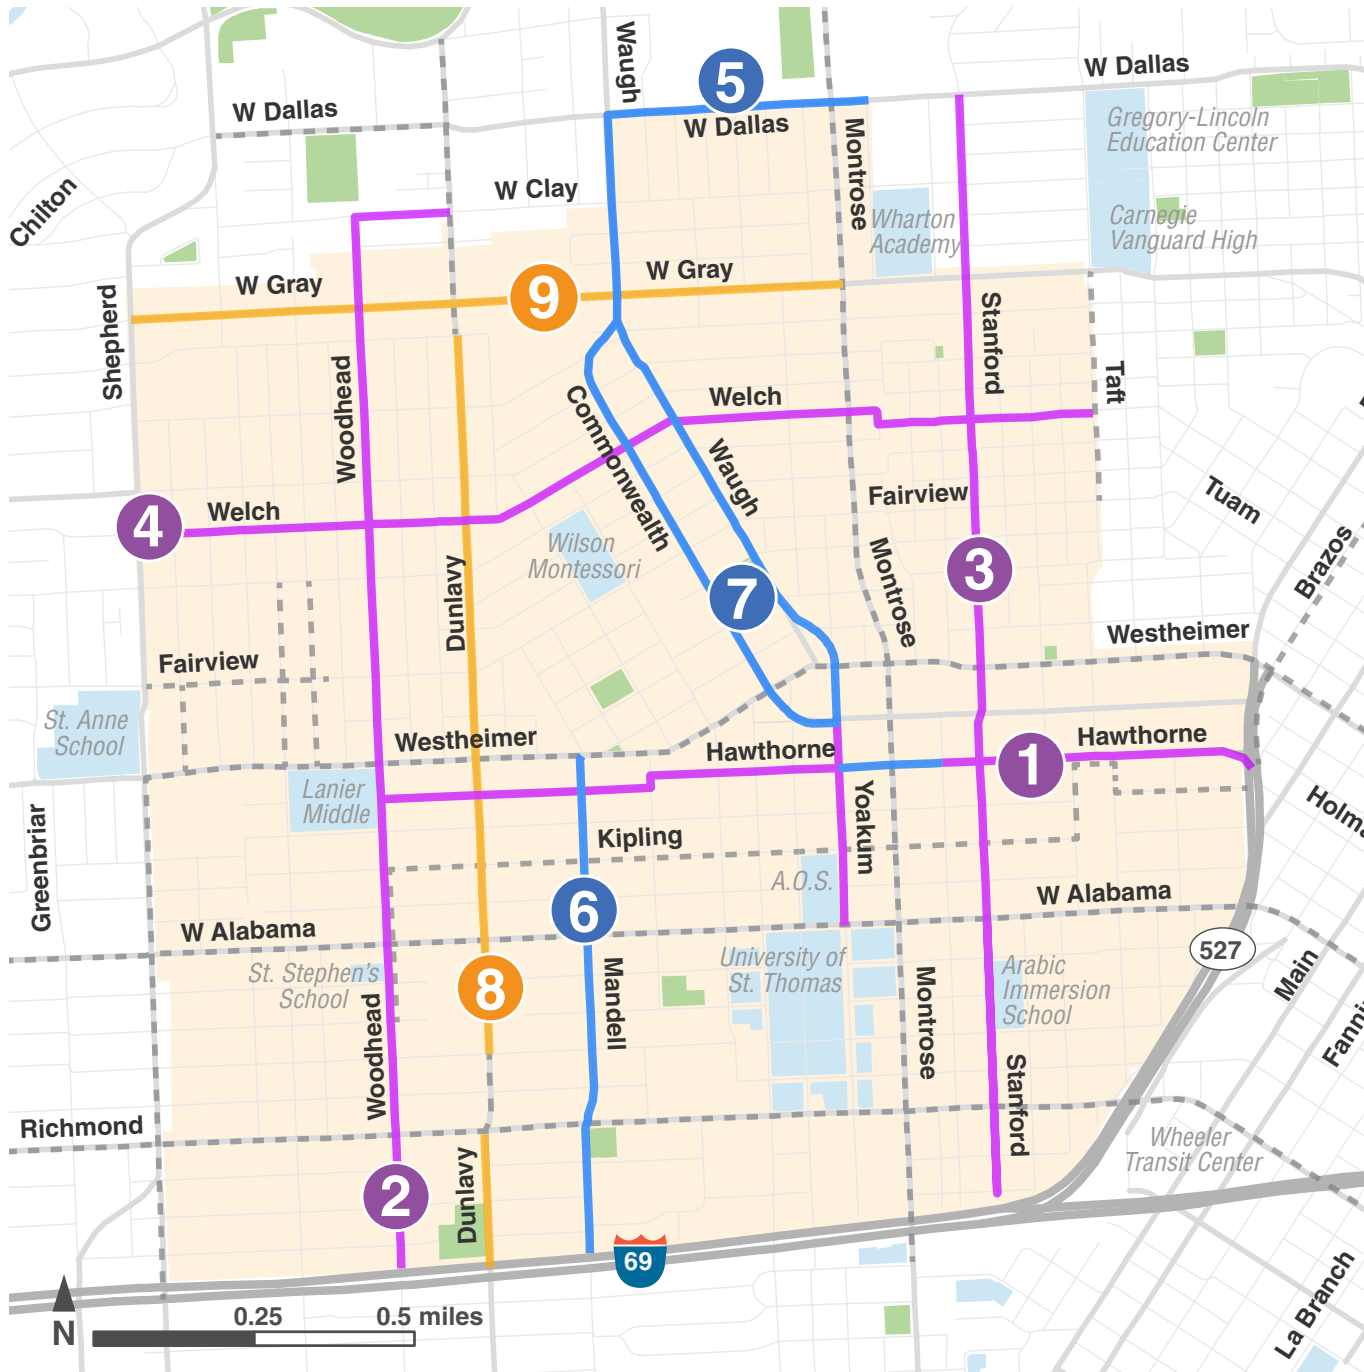 Waugh
5
W Dallas
W Dallas
W Dallas
Montrose
Gregory-Lincoln
Education Center
Chilton
W Clay
Wharton
Academy
Carnegie
Vanguard High
W Gray
9
W Gray
Shepherd
Woodhead
Commonwealth
Welch
Stanford
Taft
Waugh
Fairview
Tuam
4
Welch
Wilson
Montessori
Dunlavy
7
Montrose
3
Brazos
Fairview
Westheimer
St. Anne
School
Westheimer
Hawthorne
1
Hawthorne
Lanier
Middle
Yoakum
Greenbriar
Kipling
A.O.S.
6
W Alabama
W Alabama
527
St. Stephen's
School
8
Mandell
University of
St. Thomas
Montrose
Arabic
Immersion
School
Main
Woodhead
Stanford
Richmond
Wheeler
Transit Center
2
Dunlavy
69
La Branch
N
0.25
0.5 miles